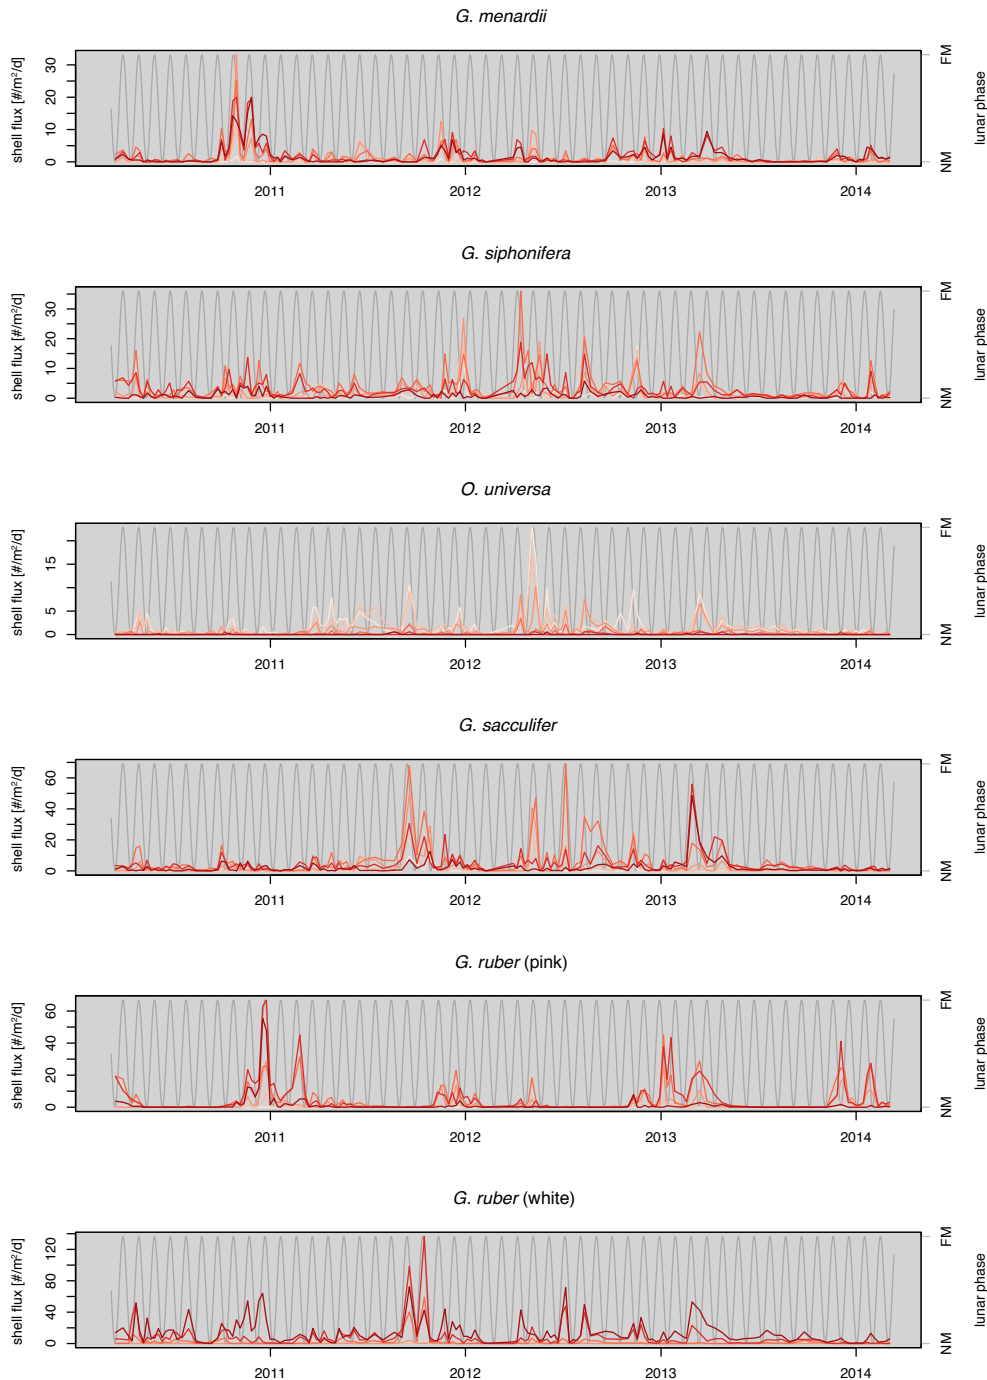 G. menardii
shell flux [#/m²/d]
0 10 20 30
NM FM
lunar phase
2011 2012 2013 2014
G. siphonifera
shell flux [#/m²/d]
0 10 20 30
NM FM
lunar phase
2011 2012 2013 2014
O. universa
shell flux [#/m²/d]
0 5 15
NM FM
lunar phase
2011 2012 2013 2014
G. sacculifer
shell flux [#/m²/d]
0 20 40 60
NM FM
lunar phase
2011 2012 2013 2014
G. ruber (pink)
shell flux [#/m²/d]
0 20 40 60
NM FM
lunar phase
2011 2012 2013 2014
G. ruber (white)
shell flux [#/m²/d]
0 40 80 120
NM FM
lunar phase
2011 2012 2013 2014